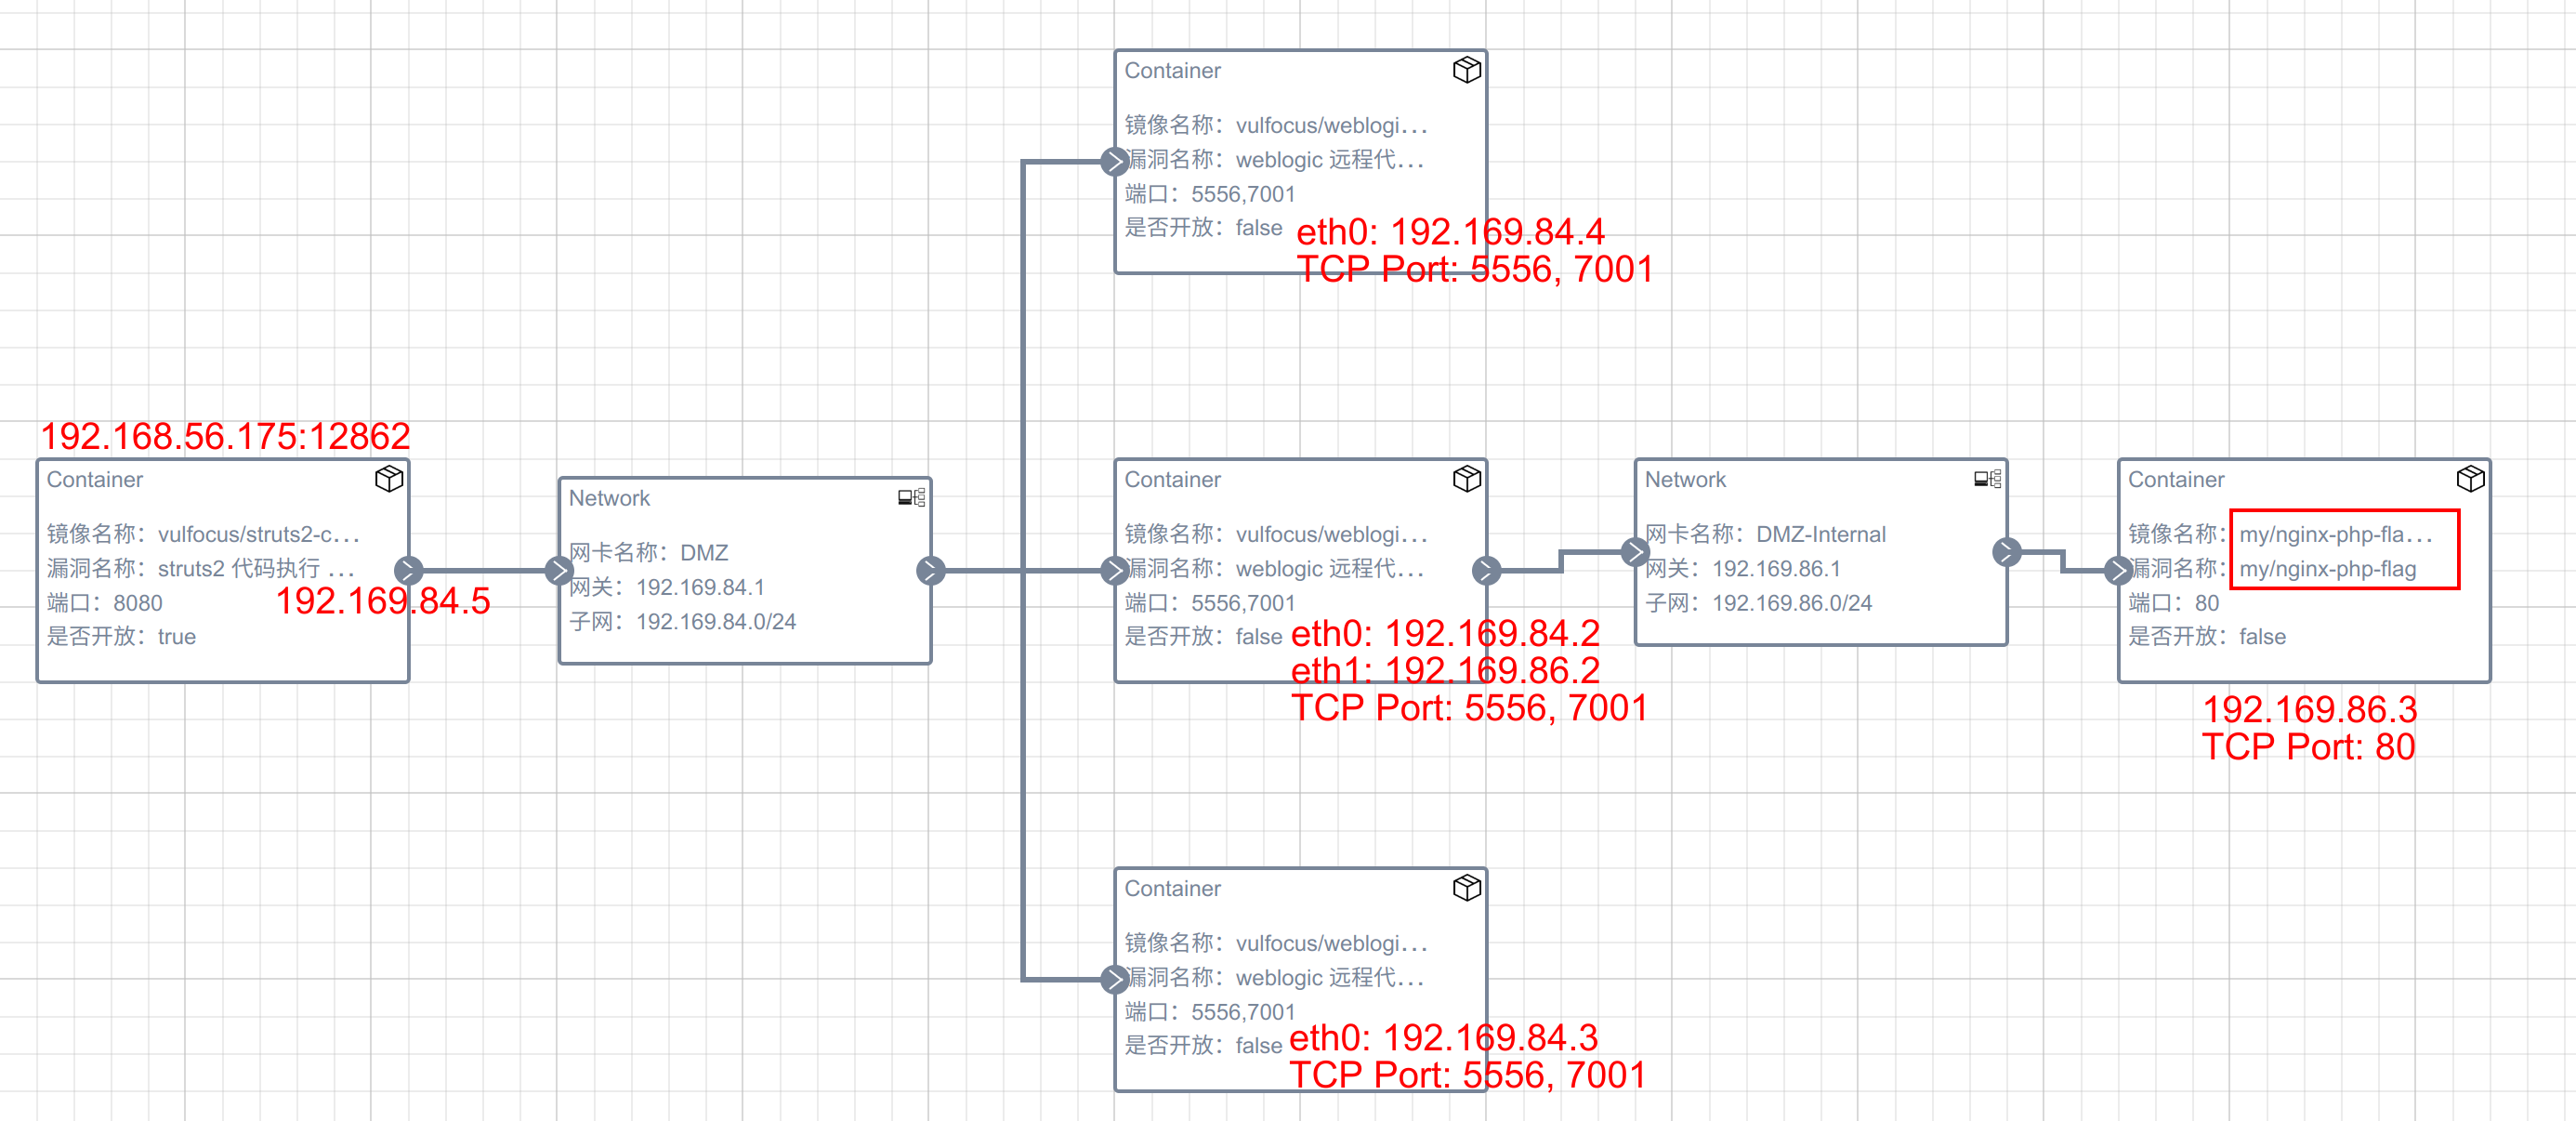 Container
镜像名称：vulfocus/weblogi...
漏洞名称：weblogic 远程代...
端口：5556,7001
是否开放：false
eth0: 192.169.84.4
TCP Port: 5556, 7001
192.168.56.175:12862
Container
镜像名称：vulfocus/struts2-c...
漏洞名称：struts2 代码执行 ...
端口：8080
是否开放：true
192.169.84.5
Network
网卡名称：DMZ
网关：192.169.84.1
子网：192.169.84.0/24
Container
镜像名称：vulfocus/weblogi...
漏洞名称：weblogic 远程代...
端口：5556,7001
是否开放：false
eth0: 192.169.84.2
eth1: 192.169.86.2
TCP Port: 5556, 7001
Network
网卡名称：DMZ-Internal
网关：192.169.86.1
子网：192.169.86.0/24
Container
镜像名称：my/nginx-php-fla...
漏洞名称：my/nginx-php-flag
端口：80
是否开放：false
192.169.86.3
TCP Port: 80
Container
镜像名称：vulfocus/weblogi...
漏洞名称：weblogic 远程代...
端口：5556,7001
是否开放：false
eth0: 192.169.84.3
TCP Port: 5556, 7001